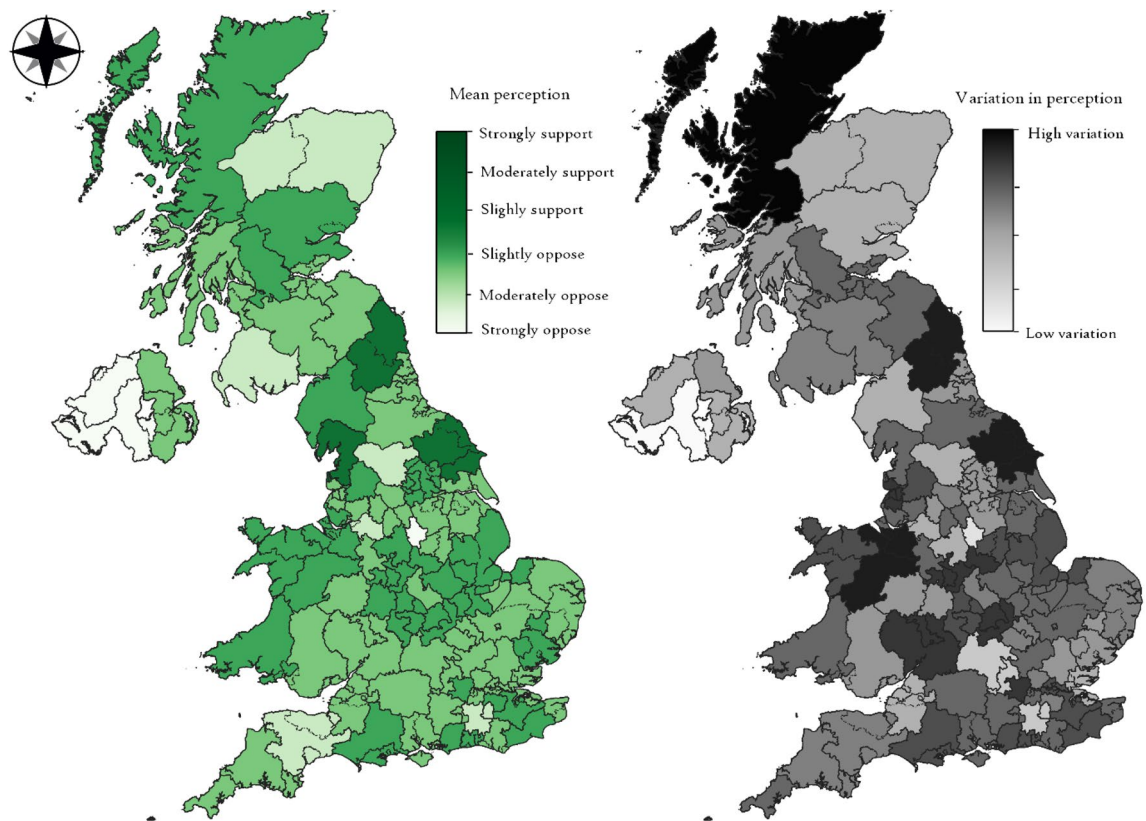 Mean perception
Strongly support
Moderately support
Slighly support
Slightly oppose
Moderately oppose
Strongly oppose
Variation in perception
High variation
Low variation